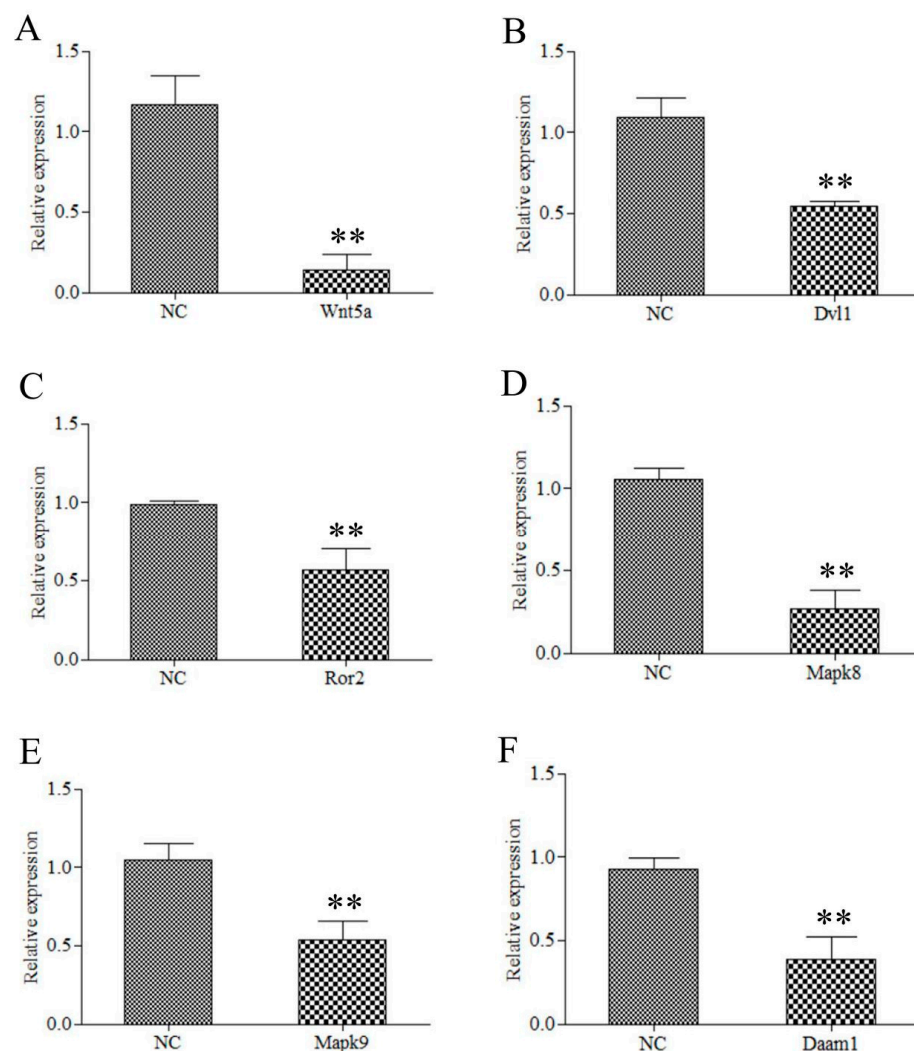 A
Relative expression
1.5
1.0
0.5
0.0
**
NC Wnt5a
B
Relative expression
1.5
1.0
0.5
0.0
**
NC Dvl1
C
Relative expression
1.5
1.0
0.5
0.0
**
NC Ror2
D
Relative expression
1.5
1.0
0.5
0.0
**
NC Mapk8
E
Relative expression
1.5
1.0
0.5
0.0
**
NC Mapk9
F
Relative expression
1.5
1.0
0.5
0.0
**
NC Daam1